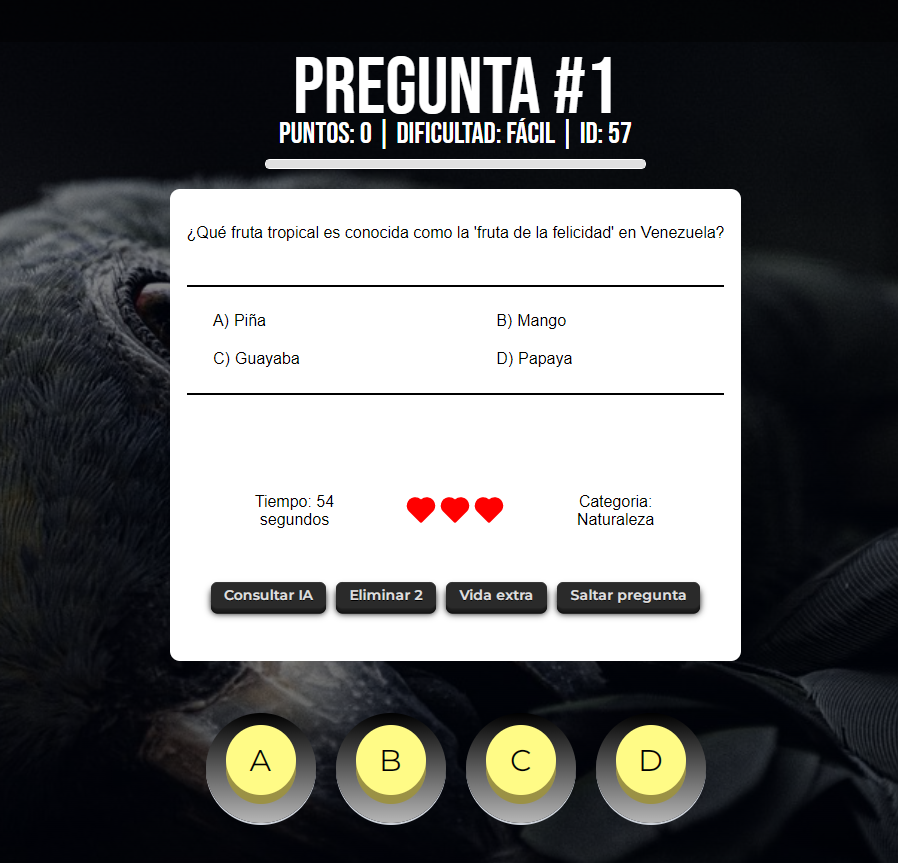 PREGUNTA #1
PUNTOS: 0 | DIFICULTAD: FÁCIL | ID: 57
¿Qué fruta tropical es conocida como la 'fruta de la felicidad' en Venezuela?
A) Piña
B) Mango
C) Guayaba
D) Papaya
Tiempo: 54
segundos
Categoria:
Naturaleza
Consultar IA
Eliminar 2
Vida extra
Saltar pregunta
A
B
C
D